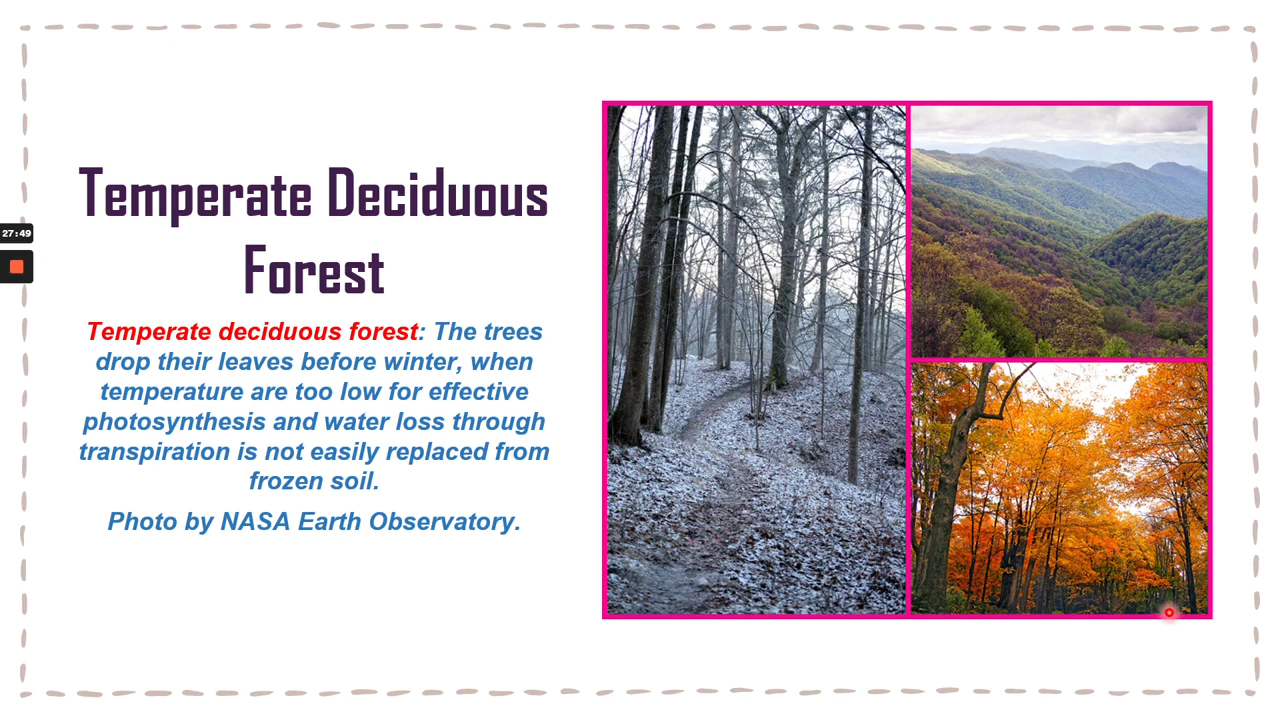 Temperate Deciduous
Forest
27:49
Temperate deciduous forest: The trees
drop their leaves before winter, when
temperature are too low for effective
photosynthesis and water loss through
transpiration is not easily replaced from
frozen soil.
Photo by NASA Earth Observatory.